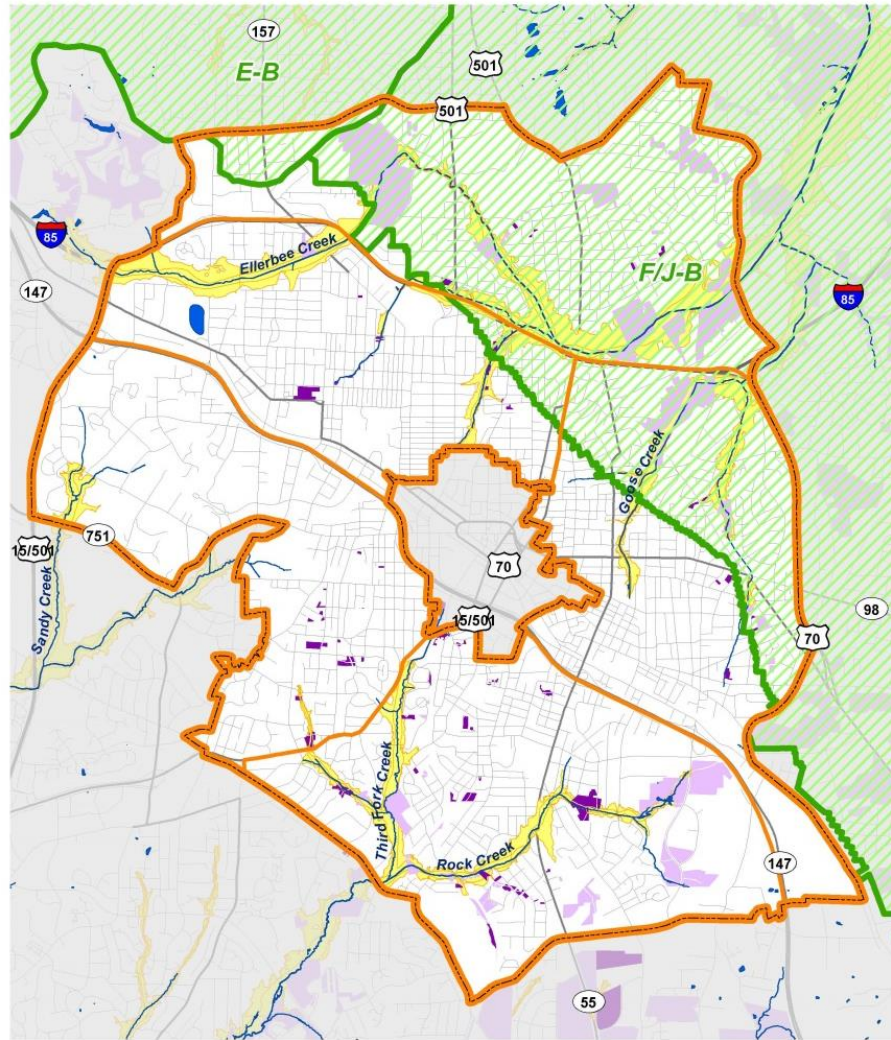 157
501
E-B
501
85
Ellerbee Creek
F/J-B
147
85
Goose Creek
751
15/501
70
Sandy Creek
98
15/501
70
Third Fork Creek
Rock Creek
147
55